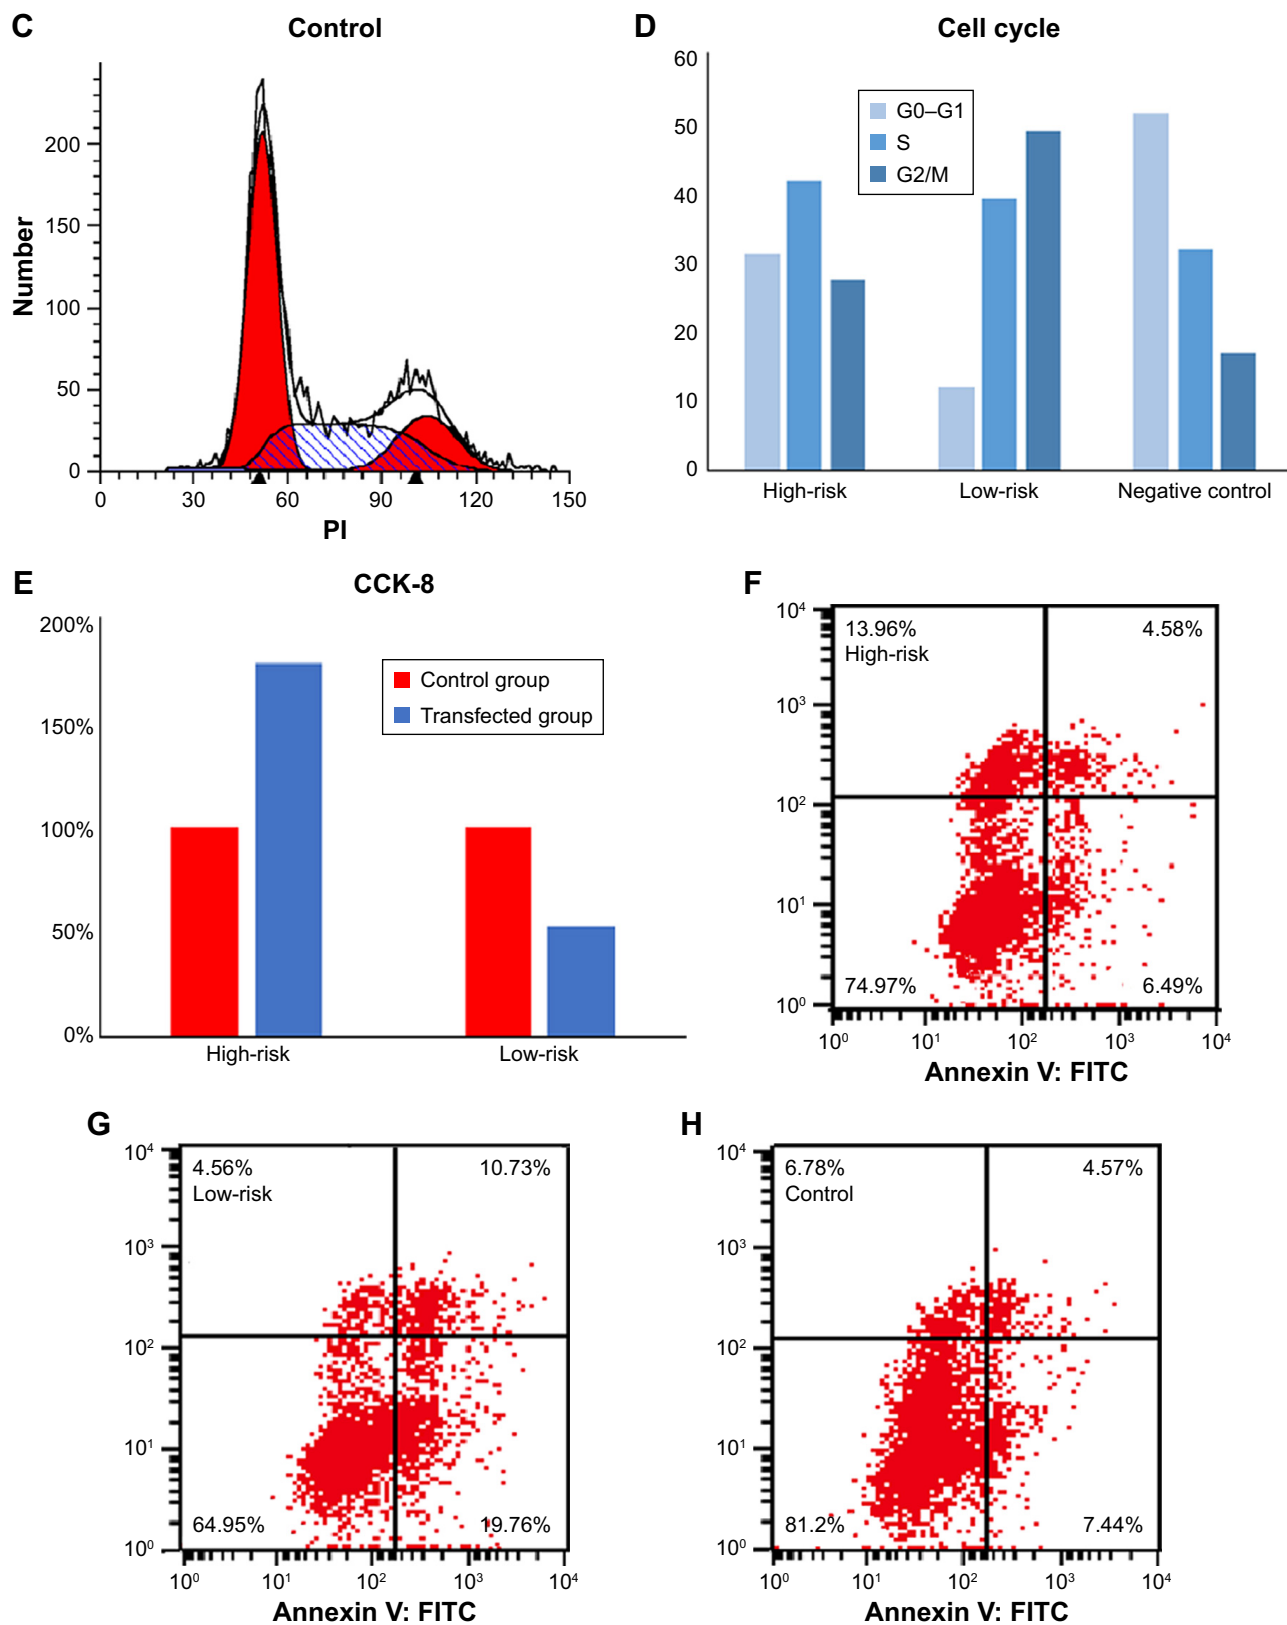 C
Control
Number
200
150
100
50
0
0 30 60 90 120 150
PI
D
Cell cycle
60
50
40
30
20
10
0
G0–G1
S
G2/M
High-risk Low-risk Negative control
E
CCK-8
200%
150%
100%
50%
0%
Control group
Transfected group
High-risk Low-risk
F
10⁴
10³
10²
10¹
10⁰
13.96% 4.58%
High-risk
74.97% 6.49%
10⁰ 10¹ 10² 10³ 10⁴
Annexin V: FITC
G
10⁴
10³
10²
10¹
10⁰
4.56% 10.73%
Low-risk
64.95% 19.76%
10⁰ 10¹ 10² 10³ 10⁴
Annexin V: FITC
H
10⁴
10³
10²
10¹
10⁰
6.78% 4.57%
Control
81.2% 7.44%
10⁰ 10¹ 10² 10³ 10⁴
Annexin V: FITC